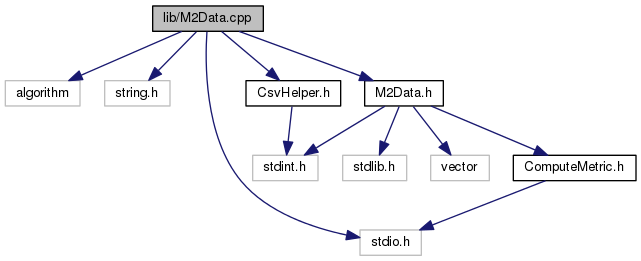 lib/M2Data.cpp
algorithm
string.h
CsvHelper.h
M2Data.h
stdint.h
stdlib.h
vector
ComputeMetric.h
stdio.h